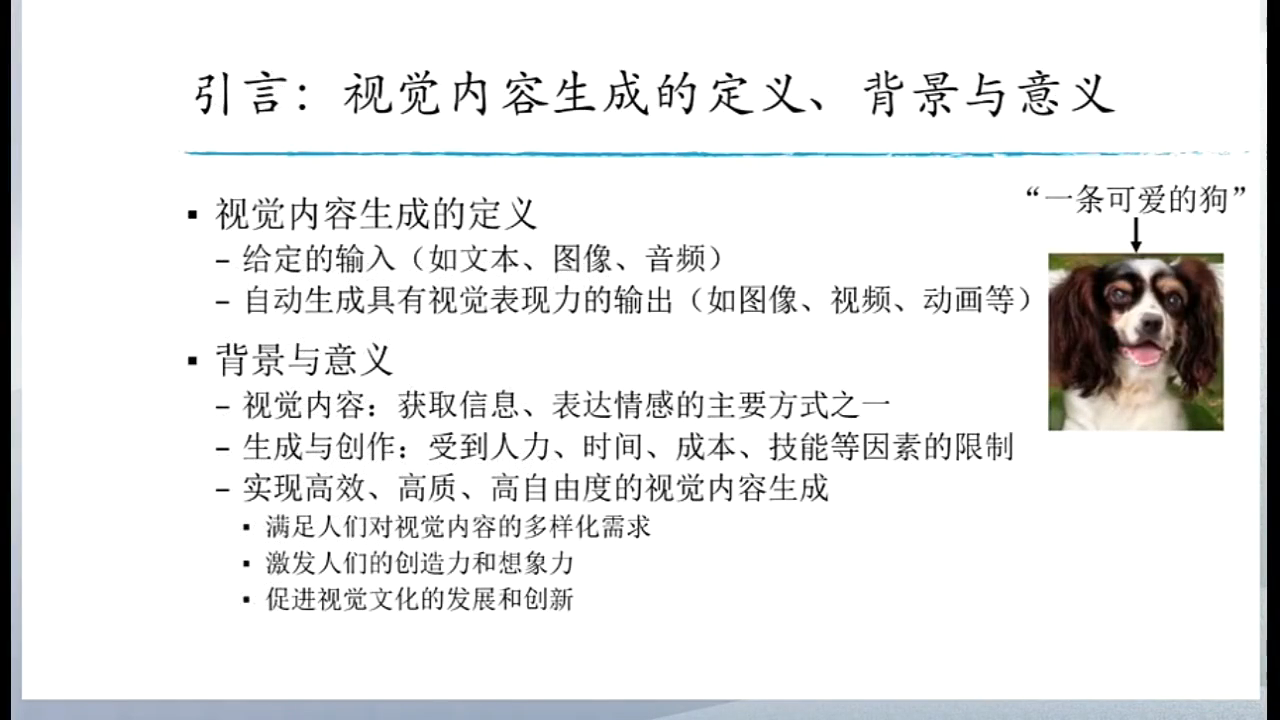 引言：视觉内容生成的定义、背景与意义
▪ 视觉内容生成的定义
– 给定的输入（如文本、图像、音频）
– 自动生成具有视觉表现力的输出（如图像、视频、动画等）
“一条可爱的狗”
▪ 背景与意义
– 视觉内容：获取信息、表达情感的主要方式之一
– 生成与创作：受到人力、时间、成本、技能等因素的限制
– 实现高效、高质、高自由度的视觉内容生成
▪ 满足人们对视觉内容的多样化需求
▪ 激发人们的创造力和想象力
▪ 促进视觉文化的发展和创新